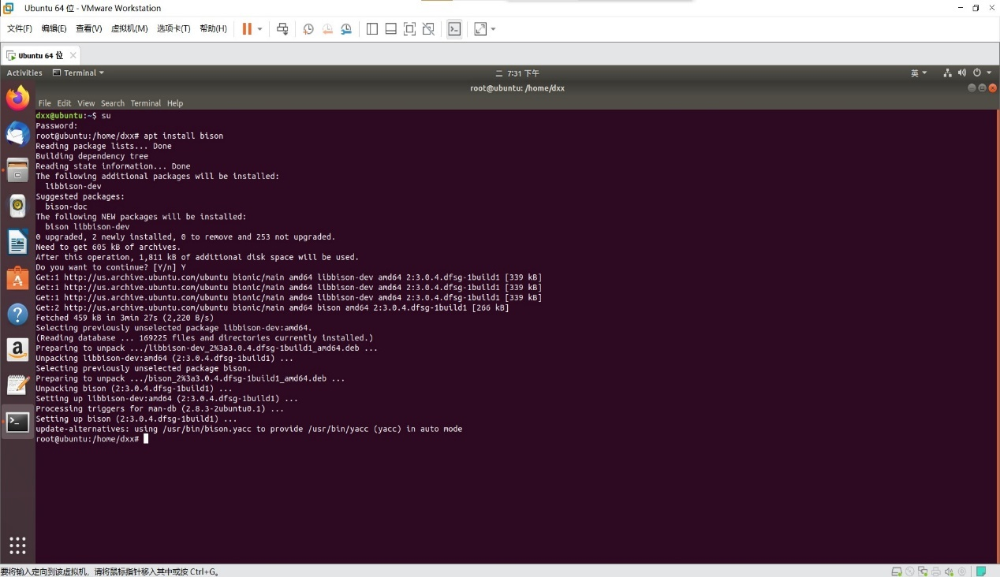 Ubuntu 64 位 - VMware Workstation
文件(F) 编辑(E) 查看(V) 虚拟机(M) 选项卡(T) 帮助(H)
Ubuntu 64 位
Activities Terminal 二 7:31 下午 英
root@ubuntu: /home/dxx
File Edit View Search Terminal Help
dxx@ubuntu:~$ su
Password:
root@ubuntu:/home/dxx# apt install bison
Reading package lists... Done
Building dependency tree
Reading state information... Done
The following additional packages will be installed:
  libbison-dev
Suggested packages:
  bison-doc
The following NEW packages will be installed:
  bison libbison-dev
0 upgraded, 2 newly installed, 0 to remove and 253 not upgraded.
Need to get 605 kB of archives.
After this operation, 1,811 kB of additional disk space will be used.
Do you want to continue? [Y/n] Y
Get:1 http://us.archive.ubuntu.com/ubuntu bionic/main amd64 libbison-dev amd64 2:3.0.4.dfsg-1build1 [339 kB]
Get:1 http://us.archive.ubuntu.com/ubuntu bionic/main amd64 libbison-dev amd64 2:3.0.4.dfsg-1build1 [339 kB]
Get:1 http://us.archive.ubuntu.com/ubuntu bionic/main amd64 libbison-dev amd64 2:3.0.4.dfsg-1build1 [339 kB]
Get:2 http://us.archive.ubuntu.com/ubuntu bionic/main amd64 bison amd64 2:3.0.4.dfsg-1build1 [266 kB]
Fetched 459 kB in 3min 27s (2,220 B/s)
Selecting previously unselected package libbison-dev:amd64.
(Reading database ... 169225 files and directories currently installed.)
Preparing to unpack .../libbison-dev_2%3a3.0.4.dfsg-1build1_amd64.deb ...
Unpacking libbison-dev:amd64 (2:3.0.4.dfsg-1build1) ...
Selecting previously unselected package bison.
Preparing to unpack .../bison_2%3a3.0.4.dfsg-1build1_amd64.deb ...
Unpacking bison (2:3.0.4.dfsg-1build1) ...
Setting up libbison-dev:amd64 (2:3.0.4.dfsg-1build1) ...
Processing triggers for man-db (2.8.3-2ubuntu0.1) ...
Setting up bison (2:3.0.4.dfsg-1build1) ...
update-alternatives: using /usr/bin/bison.yacc to provide /usr/bin/yacc (yacc) in auto mode
root@ubuntu:/home/dxx#
要将输入定向到该虚拟机，请将鼠标指针移入其中或按 Ctrl+G。